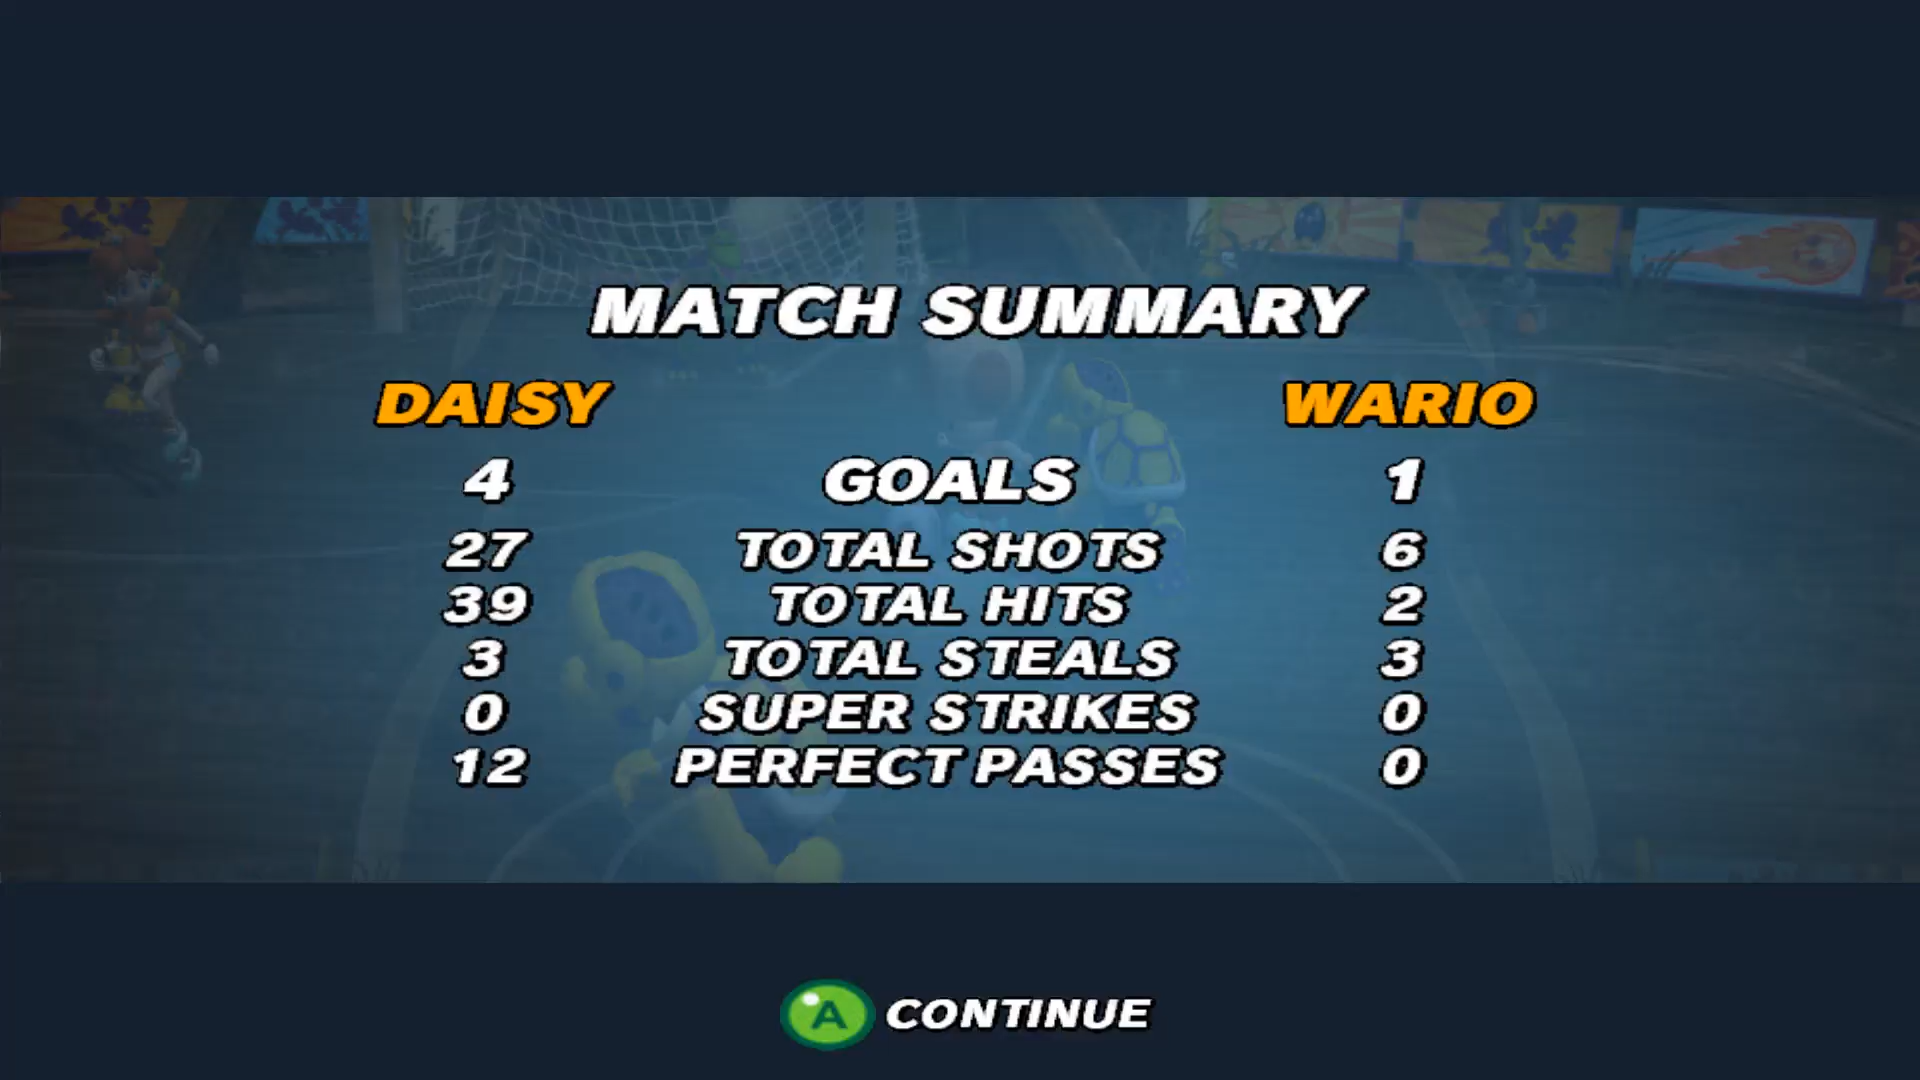 MATCH SUMMARY
DAISY WARIO
4 GOALS 1
27 TOTAL SHOTS 6
39 TOTAL HITS 2
3 TOTAL STEALS 3
0 SUPER STRIKES 0
12 PERFECT PASSES 0
A CONTINUE